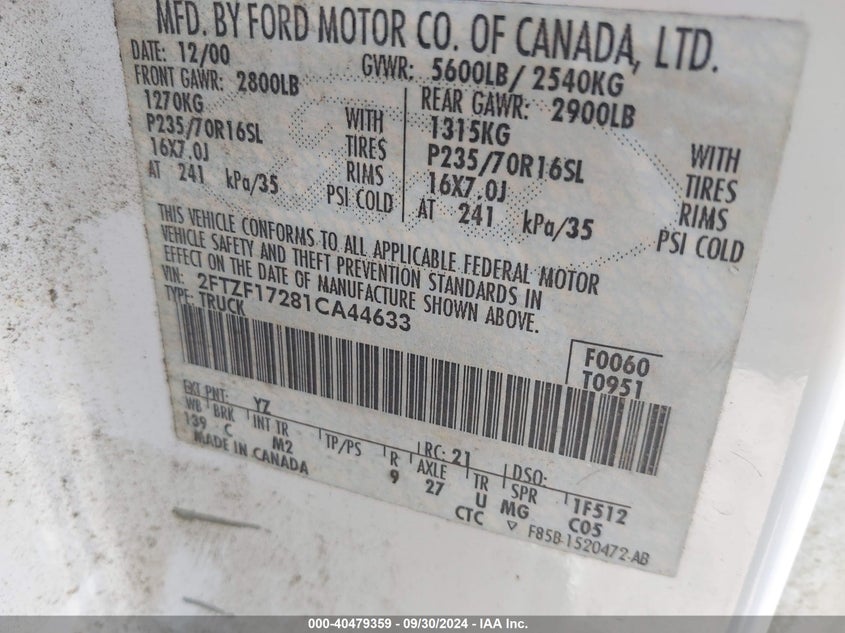 MFD. BY FORD MOTOR CO. OF CANADA, LTD.
DATE: 12/00 GVWR: 5600LB/ 2540KG
FRONT GAWR: 2800LB REAR GAWR: 2900LB
1270KG WITH 1315KG WITH
P235/70R16SL TIRES P235/70R16SL TIRES
16X7.0J RIMS 16X7.0J RIMS
AT 241 kPa/35 PSI COLD AT 241 kPa/35 PSI COLD
THIS VEHICLE CONFORMS TO ALL APPLICABLE FEDERAL MOTOR
VEHICLE SAFETY AND THEFT PREVENTION STANDARDS IN
EFFECT ON THE DATE OF MANUFACTURE SHOWN ABOVE.
VIN: 2FTZF17281CA44633
TYPE: TRUCK
F0060
T0951
EXT PNT: YZ RC: 21 DSO:
WB BRK INT TR TP/PS R AXLE TR SPR
139 C M2 9 27 U MG 1F512
MADE IN CANADA CTC C05
F85B-1520472-AB
000-40479359 - 09/30/2024 - IAA Inc.